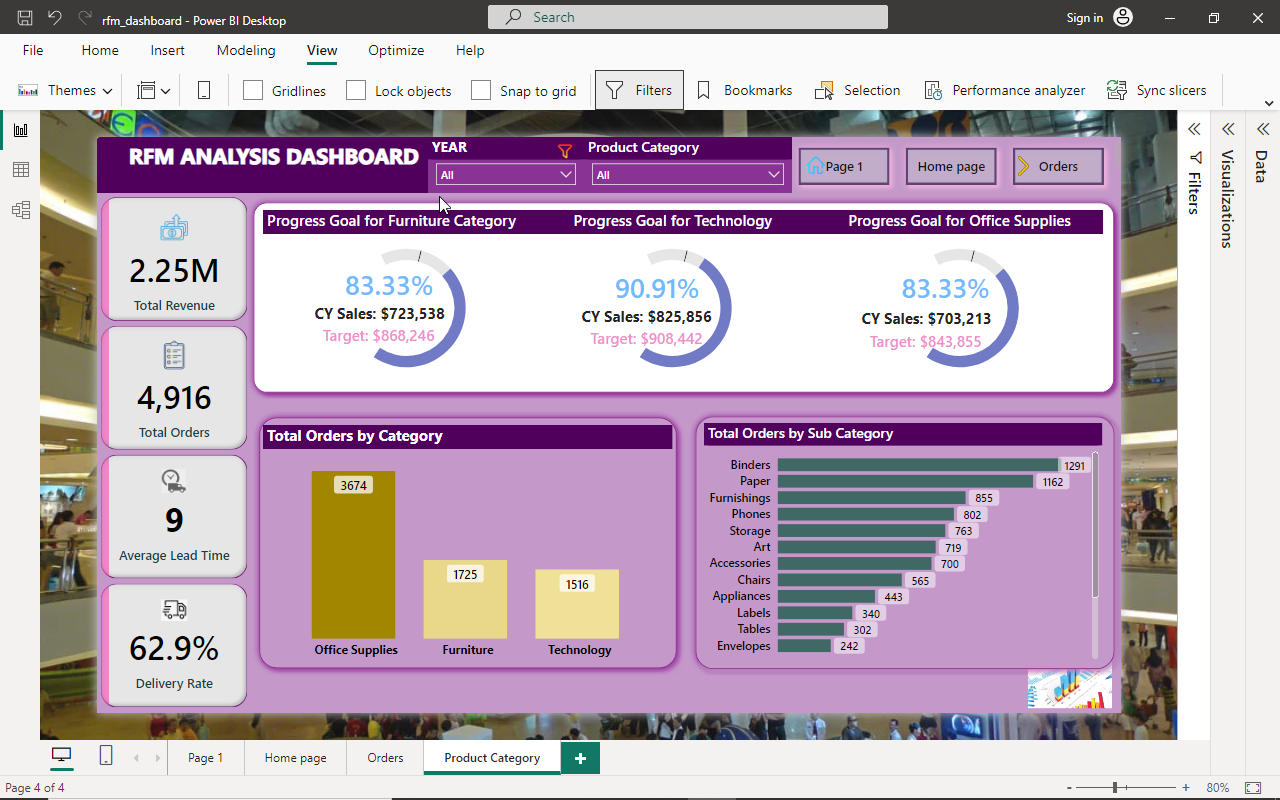 rfm_dashboard - Power BI Desktop
Search
Sign in
File
Home
Insert
Modeling
View
Optimize
Help
Themes
Gridlines
Lock objects
Snap to grid
Filters
Bookmarks
Selection
Performance analyzer
Sync slicers
RFM ANALYSIS DASHBOARD
YEAR
All
Product Category
All
Page 1
Home page
Orders
Filters
Visualizations
Data
2.25M
Total Revenue
4,916
Total Orders
9
Average Lead Time
62.9%
Delivery Rate
Progress Goal for Furniture Category
83.33%
CY Sales: $723,538
Target: $868,246
Progress Goal for Technology
90.91%
CY Sales: $825,856
Target: $908,442
Progress Goal for Office Supplies
83.33%
CY Sales: $703,213
Target: $843,855
Total Orders by Category
3674
1725
1516
Office Supplies
Furniture
Technology
Total Orders by Sub Category
Binders 1291
Paper 1162
Furnishings 855
Phones 802
Storage 763
Art 719
Accessories 700
Chairs 565
Appliances 443
Labels 340
Tables 302
Envelopes 242
Page 1
Home page
Orders
Product Category
+
Page 4 of 4
- + 80%